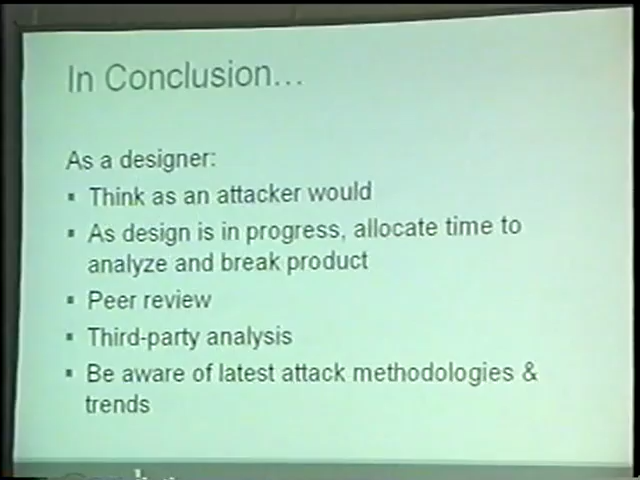 In Conclusion...
As a designer:
▪ Think as an attacker would
▪ As design is in progress, allocate time to
analyze and break product
▪ Peer review
▪ Third-party analysis
▪ Be aware of latest attack methodologies &
trends